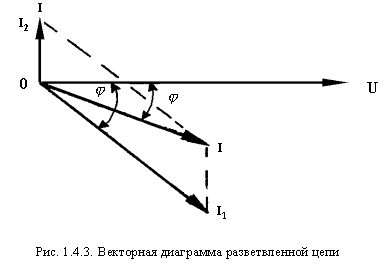 I
I₂
0
φ
φ
U
I
I₁
Рис. 1.4.3. Векторная диаграмма разветвленной цепи